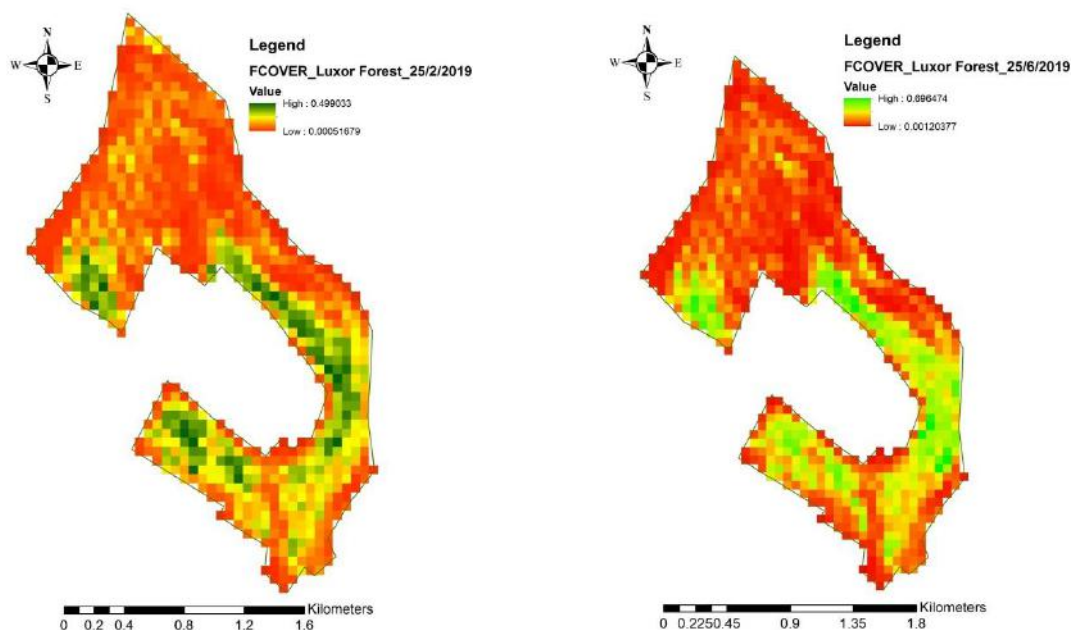 N
W E
S
Legend
FCOVER_Luxor Forest_25/2/2019
Value
High : 0.499033
Low : 0.00051679
Kilometers
0 0.2 0.4 0.8 1.2 1.6
N
W E
S
Legend
FCOVER_Luxor Forest_25/6/2019
Value
High : 0.696474
Low : 0.00120377
Kilometers
0 0.2250.45 0.9 1.35 1.8